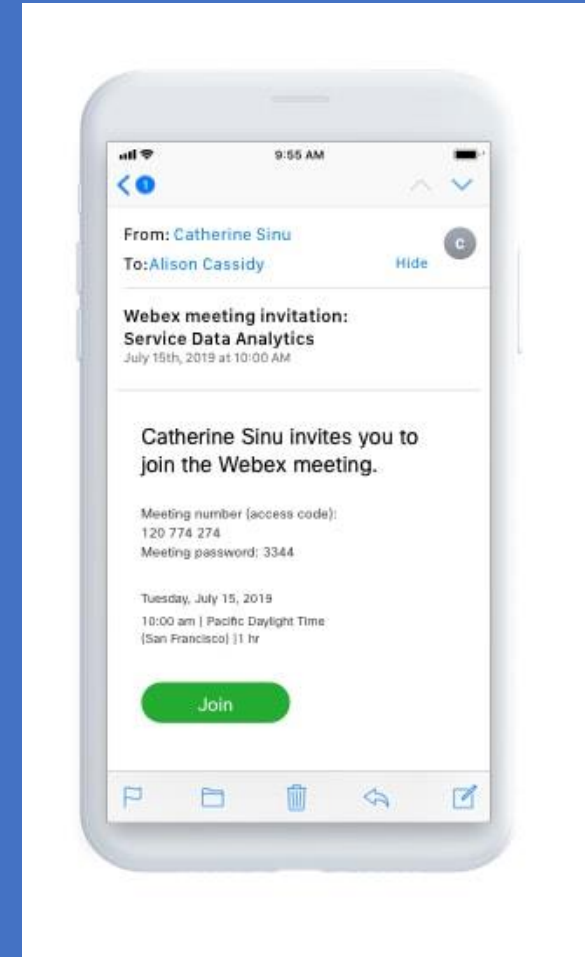 9:55 AM
1
From: Catherine Sinu
C
To:Alison Cassidy
Hide
Webex meeting invitation:
Service Data Analytics
July 15th, 2019 at 10:00 AM
Catherine Sinu invites you to
join the Webex meeting.
Meeting number (access code):
120 774 274
Meeting password: 3344
Tuesday, July 15, 2019
10:00 am | Pacific Daylight Time
(San Francisco) |1 hr
Join